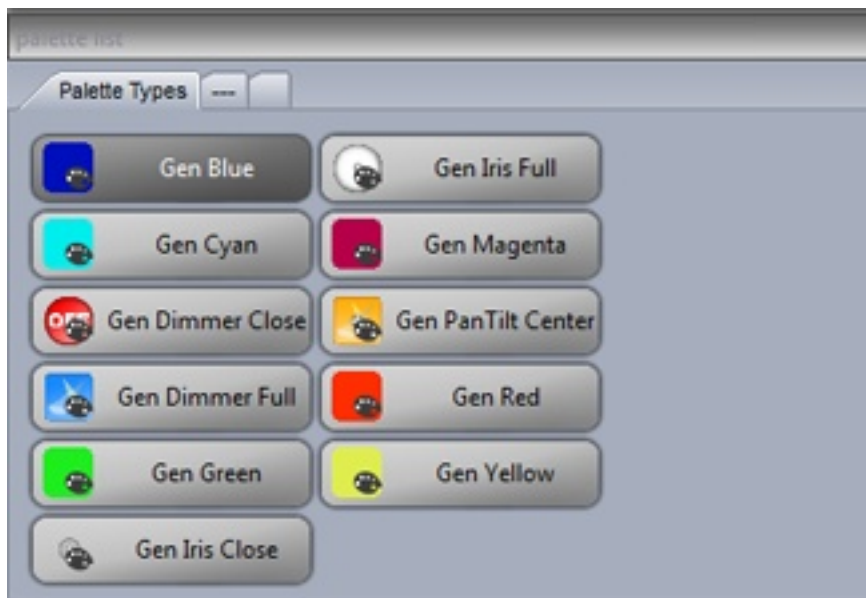 palette list
Palette Types ---
Gen Blue
Gen Iris Full
Gen Cyan
Gen Magenta
OFF
Gen Dimmer Close
Gen PanTilt Center
Gen Dimmer Full
Gen Red
Gen Green
Gen Yellow
Gen Iris Close